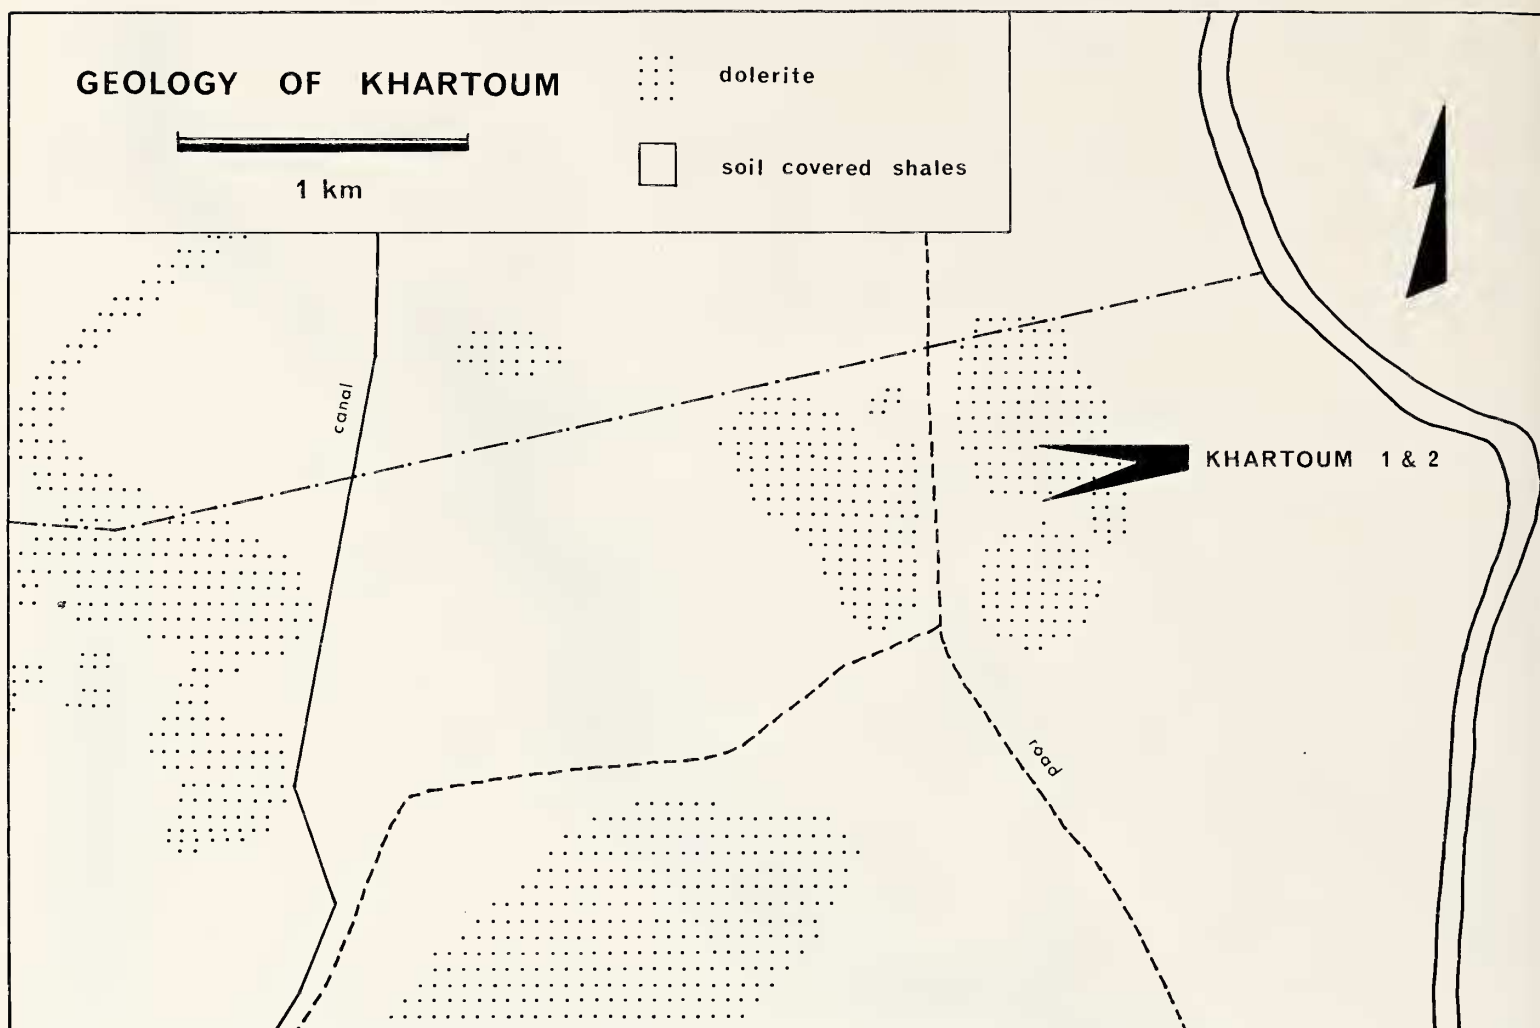 GEOLOGY OF KHARTOUM
1 km
dolerite
soil covered shales
canal
KHARTOUM 1 & 2
road